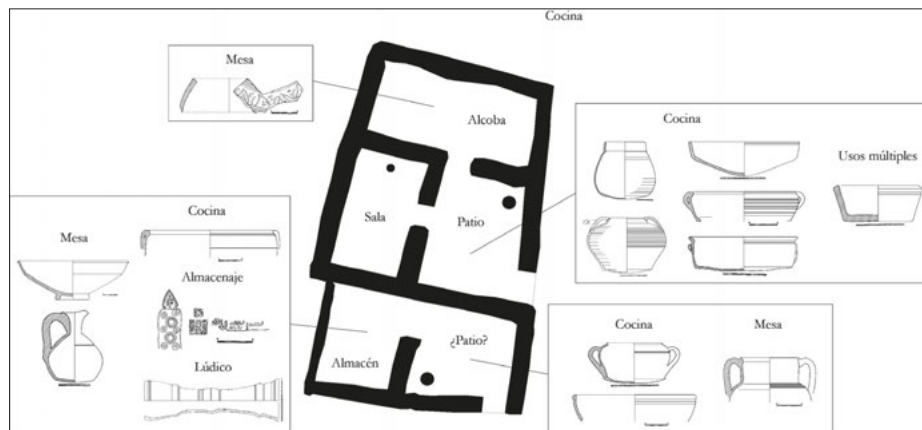 Cocina
Mesa
Alcoba
Cocina
Usos múltiples
Sala
Patio
Mesa
Cocina
Almacenaje
Lúdico
Almacén
¿Patio?
Cocina
Mesa